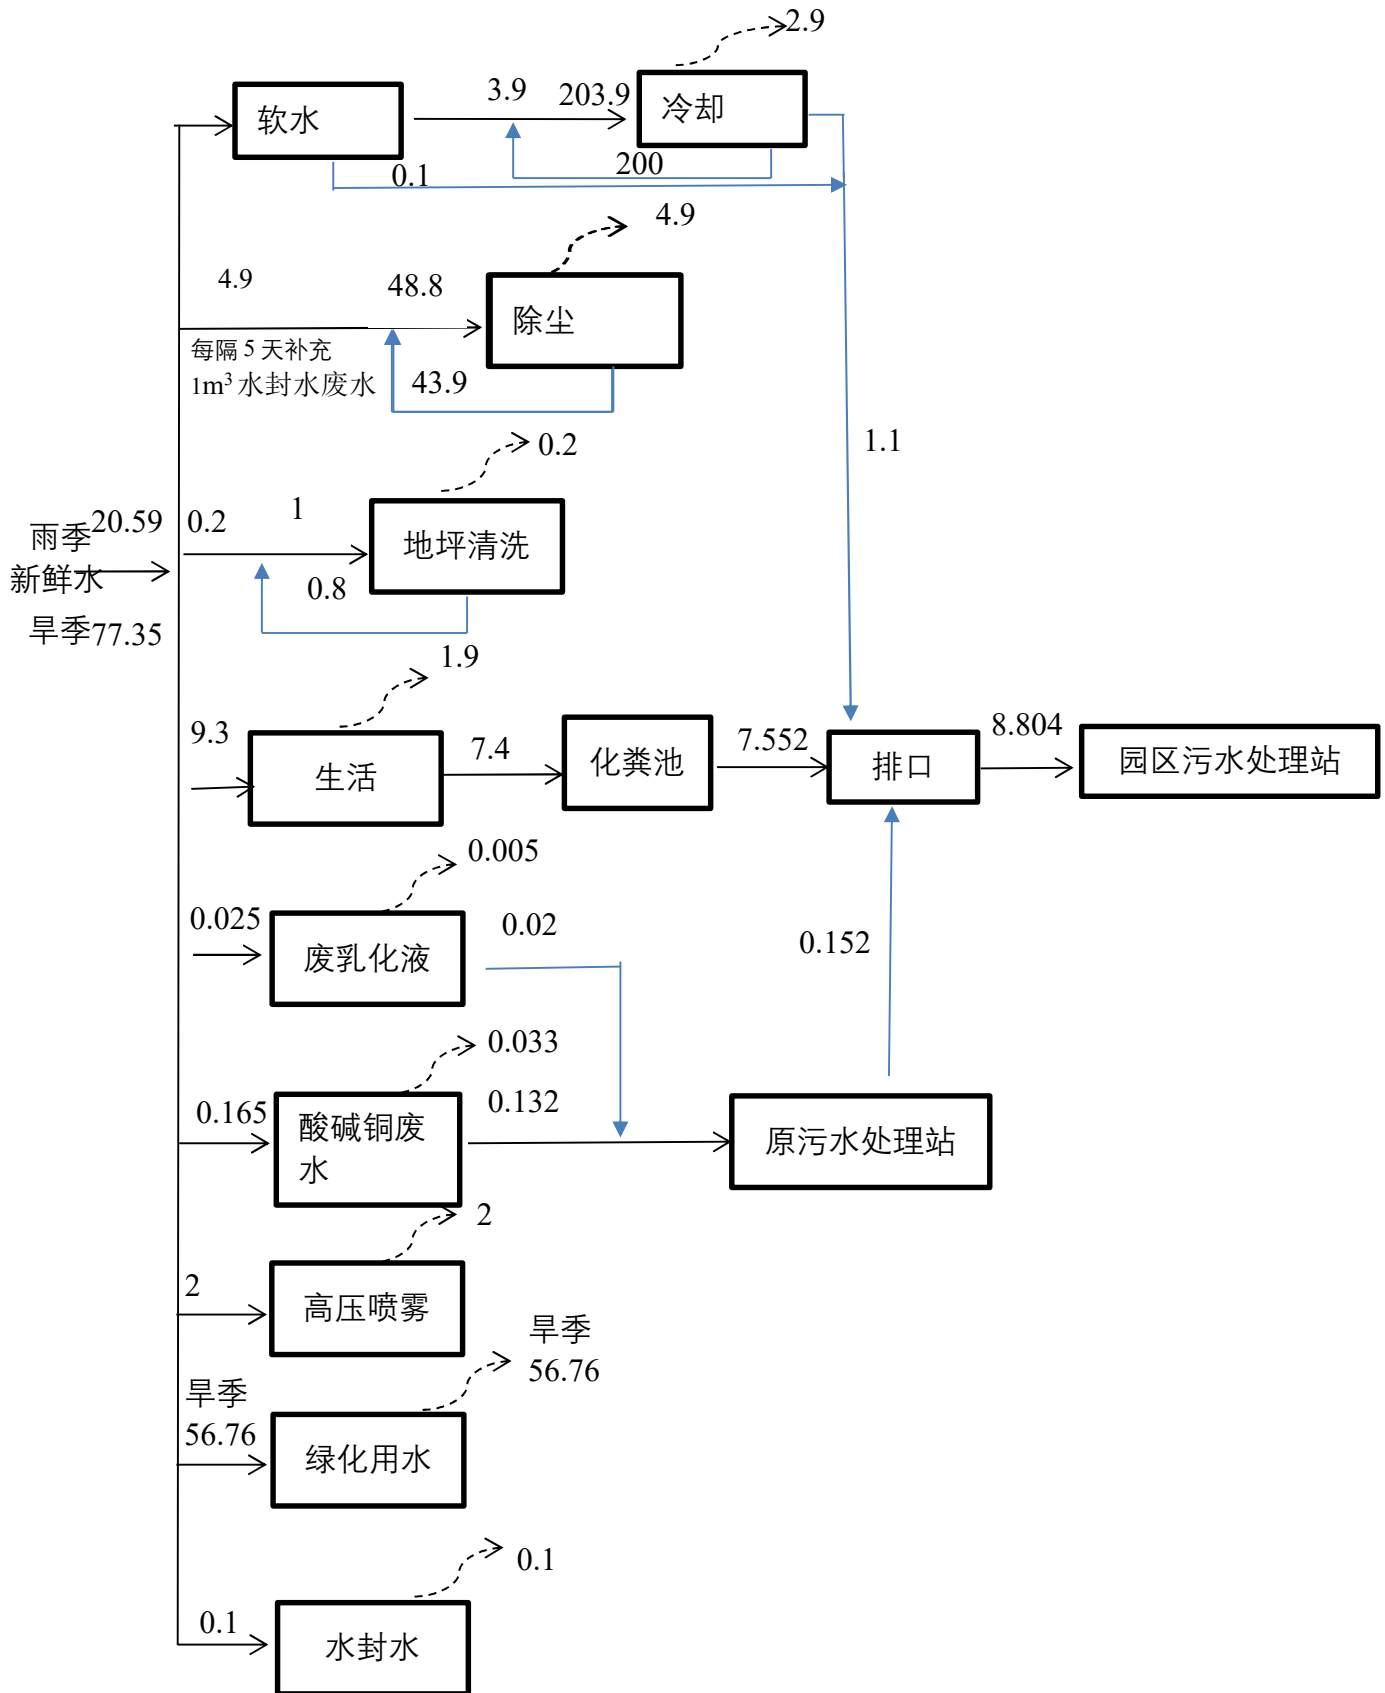 2.9
3.9
203.9
软水
冷却
200
0.1
4.9
4.9
48.8
除尘
每隔 5 天补充
1m³ 水封水废水
43.9
1.1
0.2
雨季 20.59
0.2
1
地坪清洗
新鲜水
0.8
旱季 77.35
1.9
9.3
生活
7.4
化粪池
7.552
排口
8.804
园区污水处理站
0.005
0.025
废乳化液
0.02
0.152
0.033
0.165
酸碱铜废
水
0.132
原污水处理站
2
2
高压喷雾
旱季
56.76
旱季
56.76
绿化用水
0.1
0.1
水封水